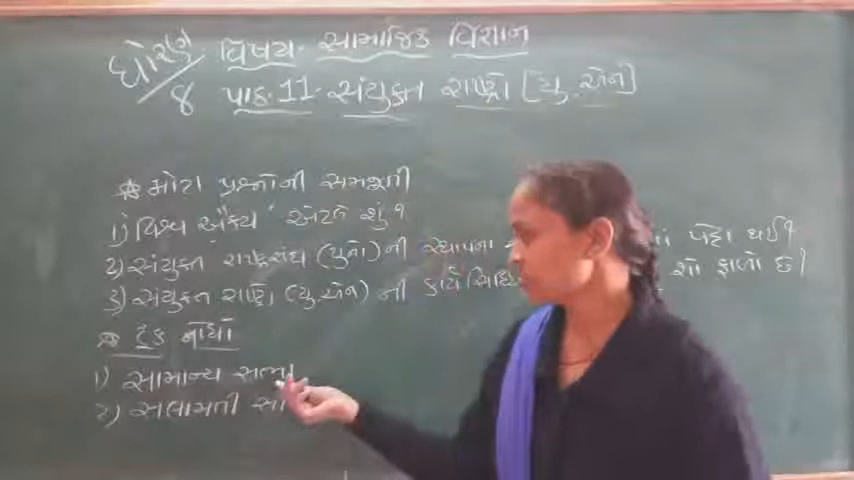 ધોરણ 8
વિષય - સામાજિક વિજ્ઞાન
પાઠ - 11 - સંયુક્ત રાષ્ટ્રો [યુ. એન]
* મોટા પ્રશ્નોની સમજૂતી
1) વિશ્વ ઐક્ય એટલે શું ?
2) સંયુક્ત રાષ્ટ્રસંઘ (યુનો) ની સ્થાપના પેટા થઈ ?
3) સંયુક્ત રાષ્ટ્રો (યુ. એન) ની શો ફાળો છે ?
* ટૂંક નોંધો
1) સામાન્ય સભા
2) સલામતી